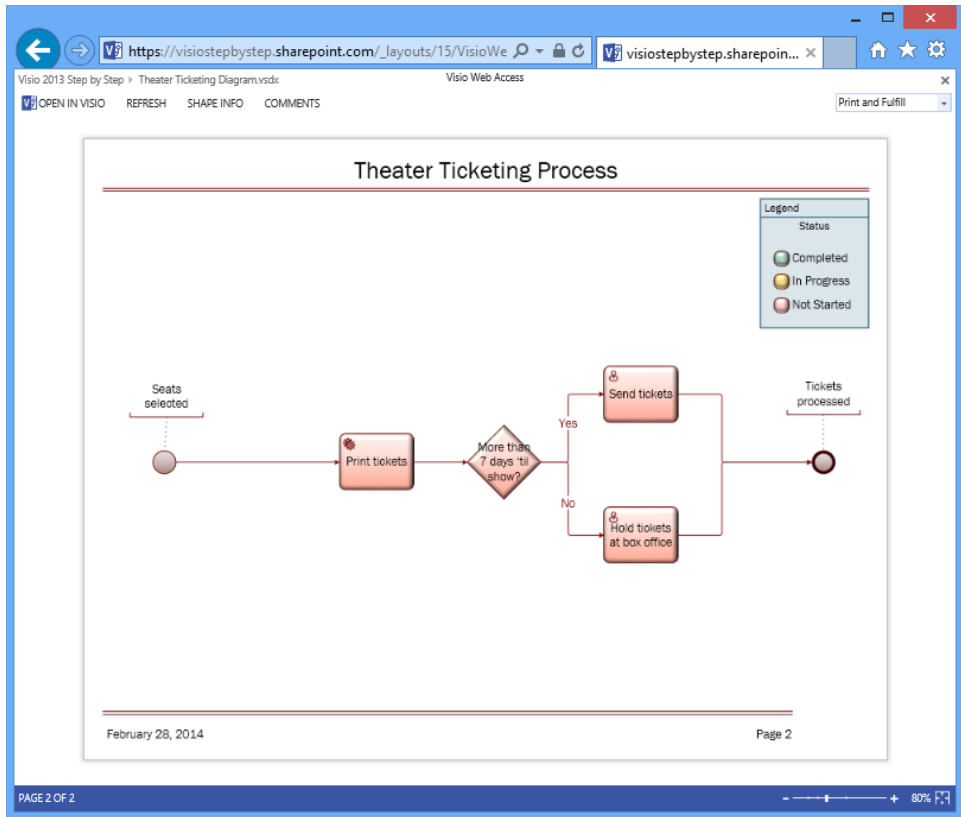 https://visiostepbystep.sharepoint.com/_layouts/15/VisioWe
visiostepbystep.sharepoin...
Visio 2013 Step by Step ▸ Theater Ticketing Diagram.vsdx
Visio Web Access
OPEN IN VISIO
REFRESH
SHAPE INFO
COMMENTS
Print and Fulfill
Theater Ticketing Process
Legend
Status
Completed
In Progress
Not Started
Seats
selected
Print tickets
More than
7 days 'til
show?
Yes
No
Send tickets
Hold tickets
at box office
Tickets
processed
February 28, 2014
Page 2
PAGE 2 OF 2
80%